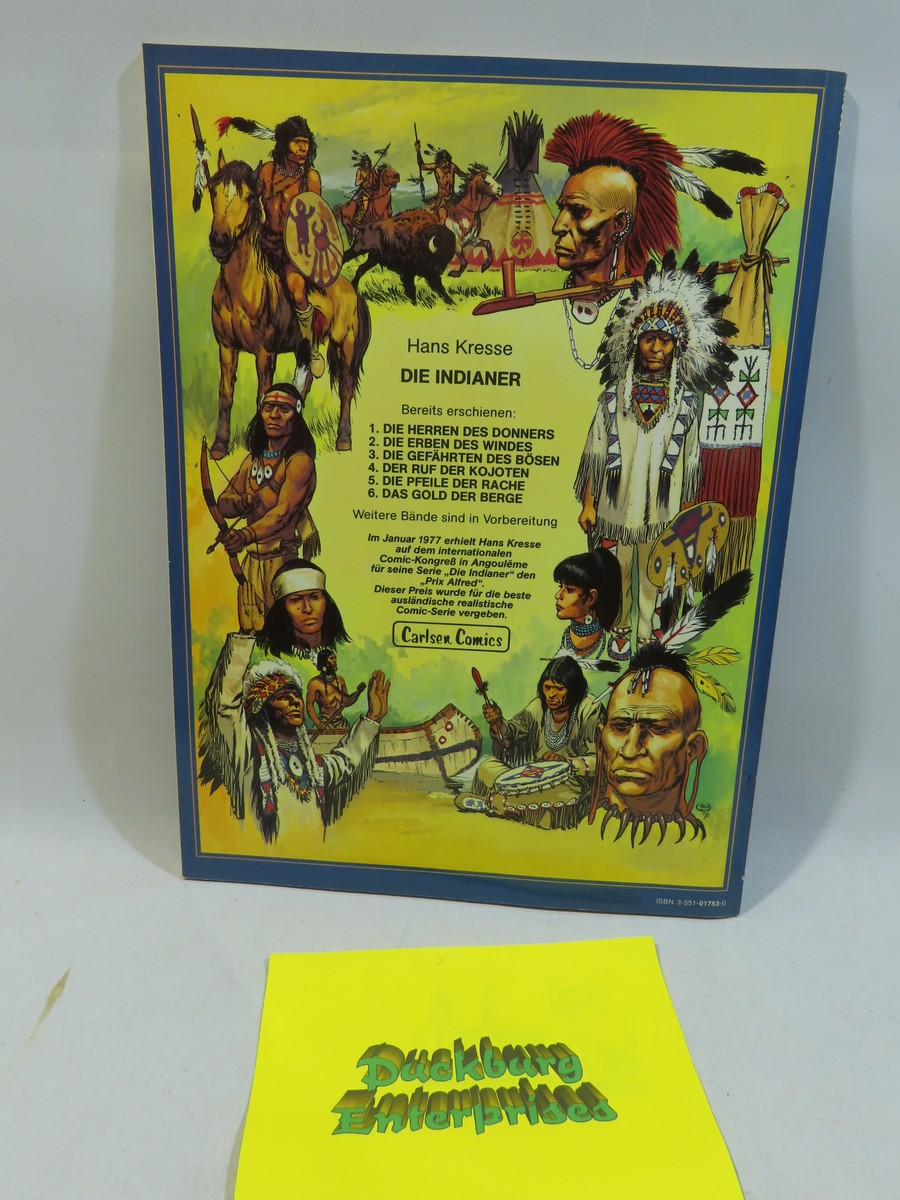 Hans Kresse
DIE INDIANER
Bereits erschienen:
1. DIE HERREN DES DONNERS
2. DIE ERBEN DES WINDES
3. DIE GEFÄHRTEN DES BÖSEN
4. DER RUF DER KOJOTEN
5. DIE PFEILE DER RACHE
6. DAS GOLD DER BERGE
Weitere Bände sind in Vorbereitung
Im Januar 1977 erhielt Hans Kresse
auf dem internationalen
Comic-Kongreß in Angoulême
für seine Serie „Die Indianer“ den
„Prix Alfred“.
Dieser Preis wurde für die beste
ausländische realistische
Comic-Serie vergeben.
Carlsen Comics
ISBN 3-551-01753-0
Duckburg
Enterprises